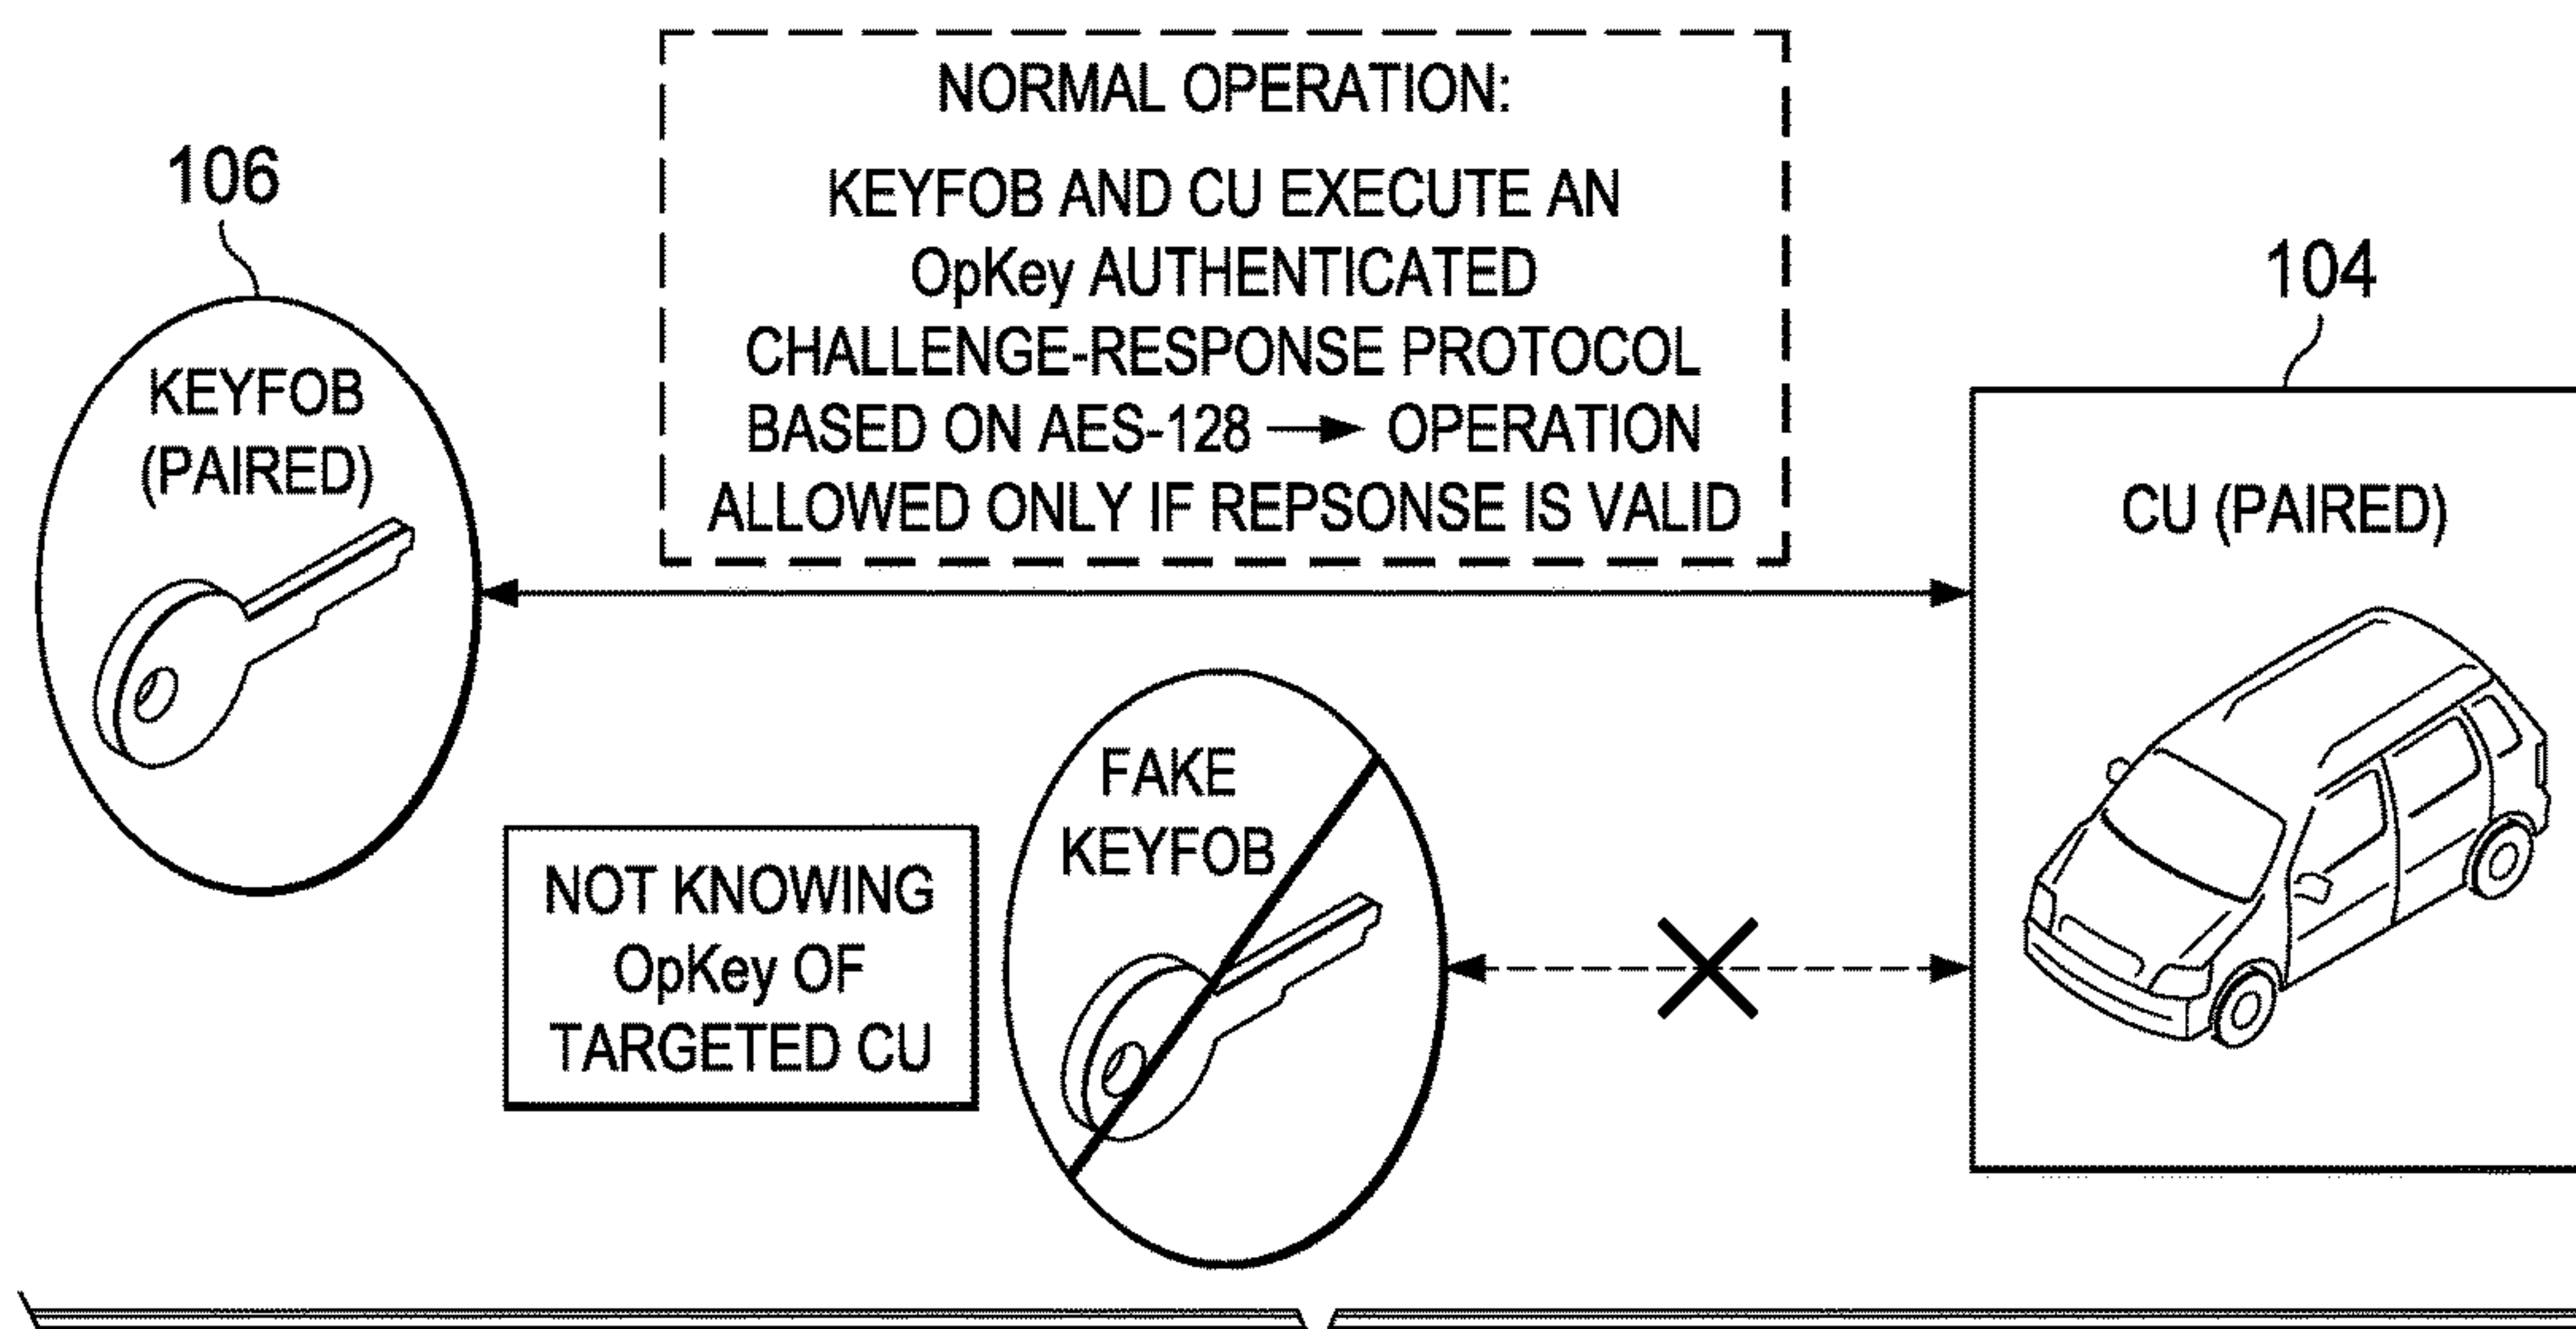 NORMAL OPERATION:
KEYFOB AND CU EXECUTE AN
OpKey AUTHENTICATED
CHALLENGE-RESPONSE PROTOCOL
BASED ON AES-128 → OPERATION
ALLOWED ONLY IF REPSONSE IS VALID
106
KEYFOB
(PAIRED)
104
CU (PAIRED)
FAKE
KEYFOB
NOT KNOWING
OpKey OF
TARGETED CU